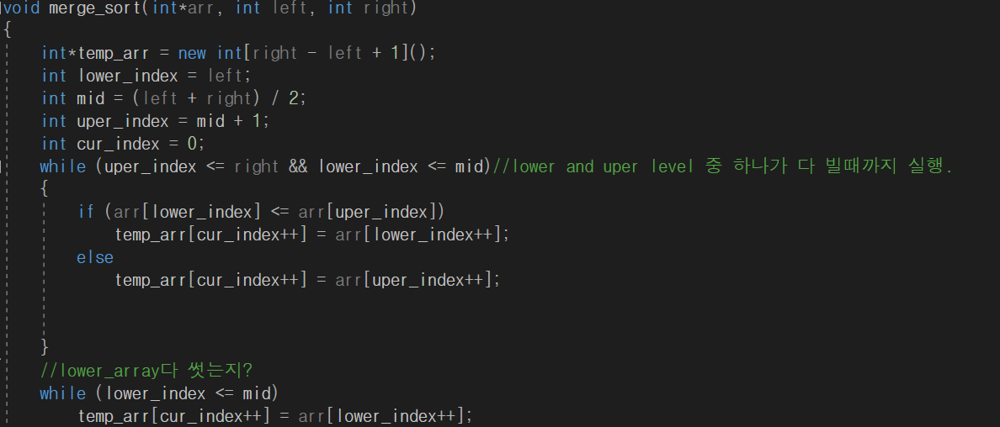 void merge_sort(int*arr, int left, int right)
{
int*temp_arr = new int[right - left + 1]();
int lower_index = left;
int mid = (left + right) / 2;
int uper_index = mid + 1;
int cur_index = 0;
while (uper_index <= right && lower_index <= mid)//lower and uper level 중 하나가 다 빌때까지 실행.
{
if (arr[lower_index] <= arr[uper_index])
temp_arr[cur_index++] = arr[lower_index++];
else
temp_arr[cur_index++] = arr[uper_index++];
}
//lower_array다 썻는지?
while (lower_index <= mid)
temp_arr[cur_index++] = arr[lower_index++];